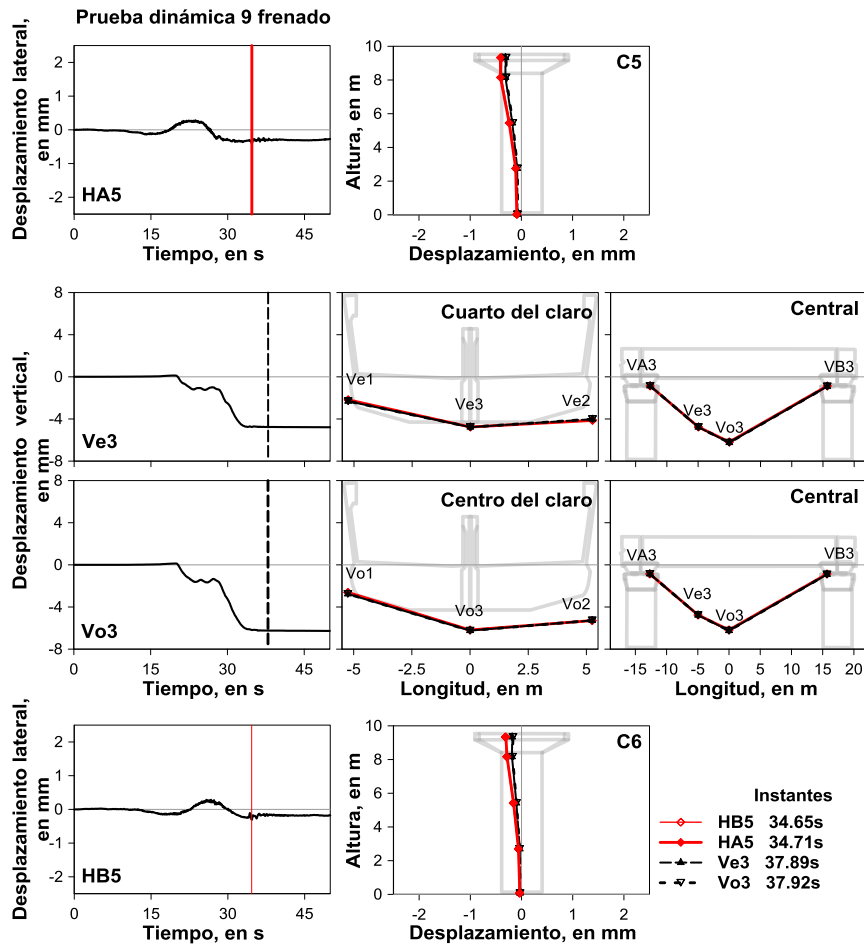 Prueba dinámica 9 frenado
Desplazamiento lateral,
en mm
2
1
0
-1
-2
HA5
0 15 30 45
Tiempo, en s
Altura, en m
10
8
6
4
2
0
C5
-2 -1 0 1 2
Desplazamiento, en mm
Desplazamiento vertical,
en mm
8
4
0
-4
-8
Ve3
Cuarto del claro
Ve1
Ve3
Ve2
Central
VA3
VB3
Ve3
Vo3
8
4
0
-4
-8
Vo3
0 15 30 45
Tiempo, en s
Centro del claro
Vo1
Vo3
Vo2
-5 -2.5 0 2.5 5
Longitud, en m
Central
VA3
VB3
Ve3
Vo3
-15 -10 -5 0 5 10 15 20
Longitud, en m
Desplazamiento lateral,
en mm
2
1
0
-1
-2
HB5
0 15 30 45
Tiempo, en s
Altura, en m
10
8
6
4
2
0
C6
-2 -1 0 1 2
Desplazamiento, en mm
Instantes
HB5 34.65s
HA5 34.71s
Ve3 37.89s
Vo3 37.92s